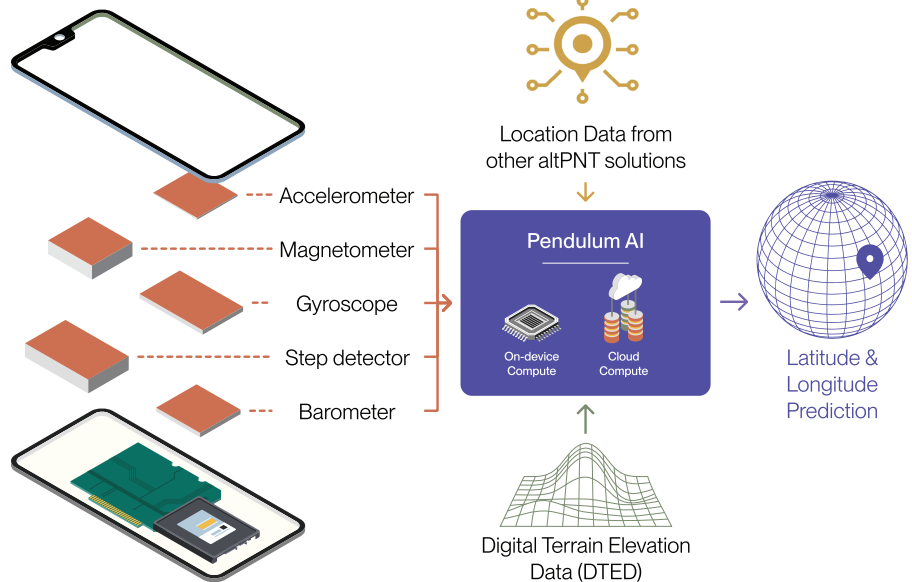 Location Data from
other altPNT solutions
Accelerometer
Magnetometer
Gyroscope
Step detector
Barometer
Pendulum AI
On-device
Compute
Cloud
Compute
Latitude &
Longitude
Prediction
Digital Terrain Elevation
Data (DTED)